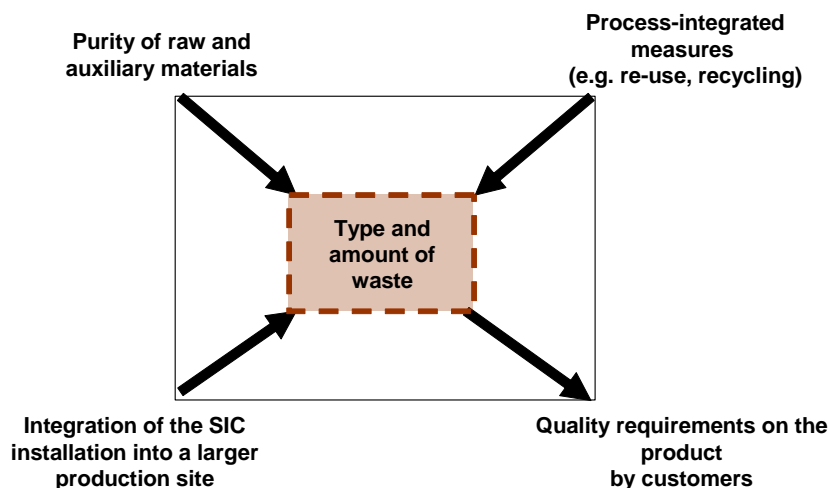 Purity of raw and
auxiliary materials
Process-integrated
measures
(e.g. re-use, recycling)
Type and
amount of
waste
Integration of the SIC
installation into a larger
production site
Quality requirements on the
product
by customers